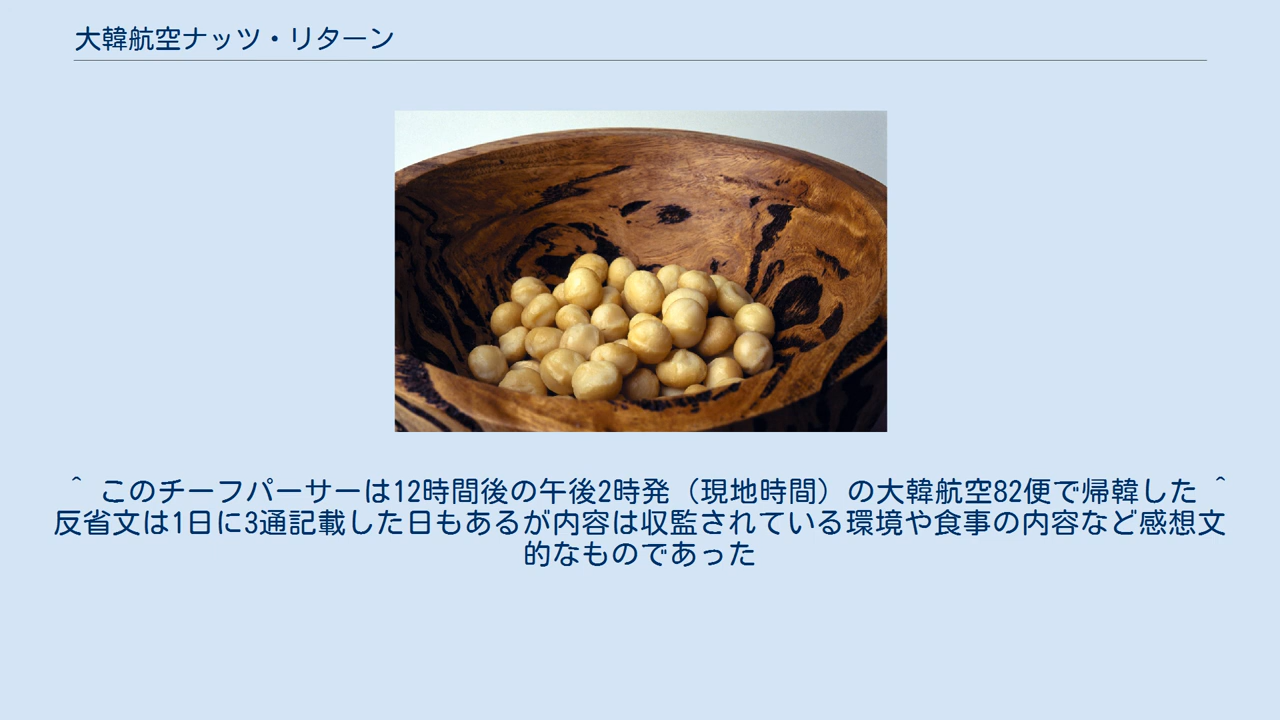 大韓航空ナッツ・リターン
^ このチーフパーサーは12時間後の午後2時発（現地時間）の大韓航空82便で帰韓した ^
反省文は1日に3通記載した日もあるが内容は収監されている環境や食事の内容など感想文
的なものであった